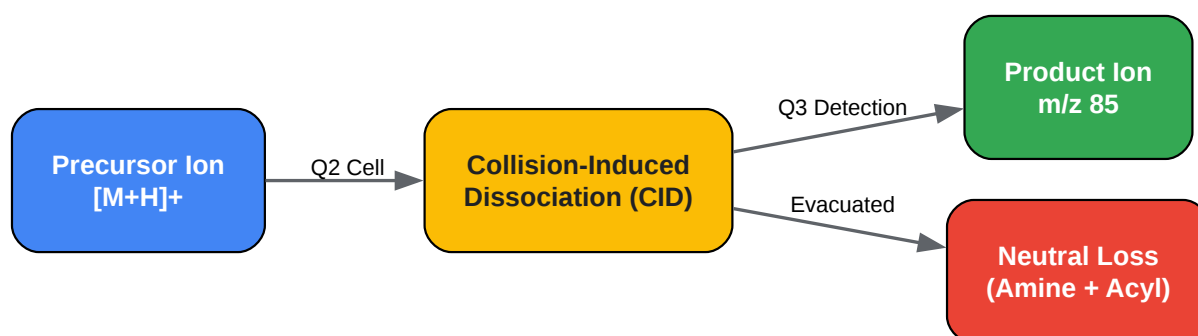 Precursor Ion
[M+H]+
Q2 Cell
Collision-Induced
Dissociation (CID)
Q3 Detection
Product Ion
m/z 85
Evacuated
Neutral Loss
(Amine + Acyl)